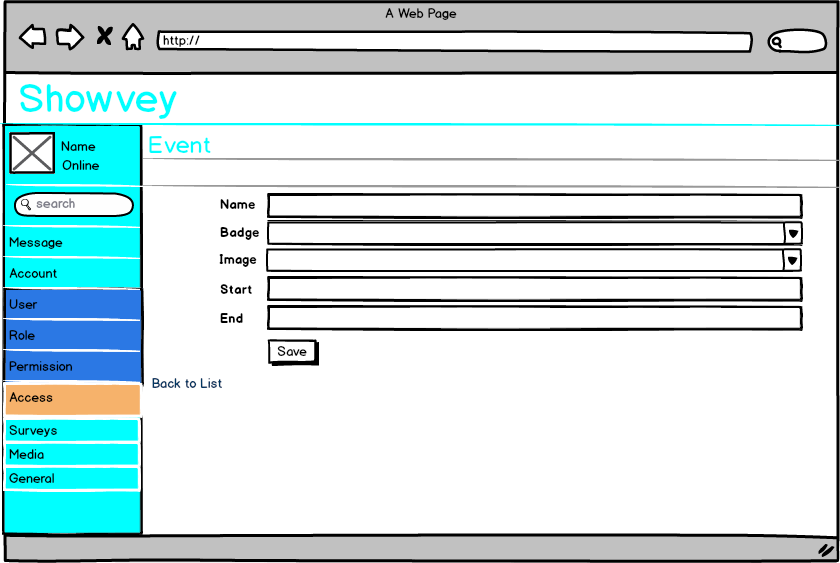 A Web Page
http://
Showvey
Name
Online
Event
search
Message
Account
User
Role
Permission
Access
Surveys
Media
General
Name
Badge
Image
Start
End
Save
Back to List